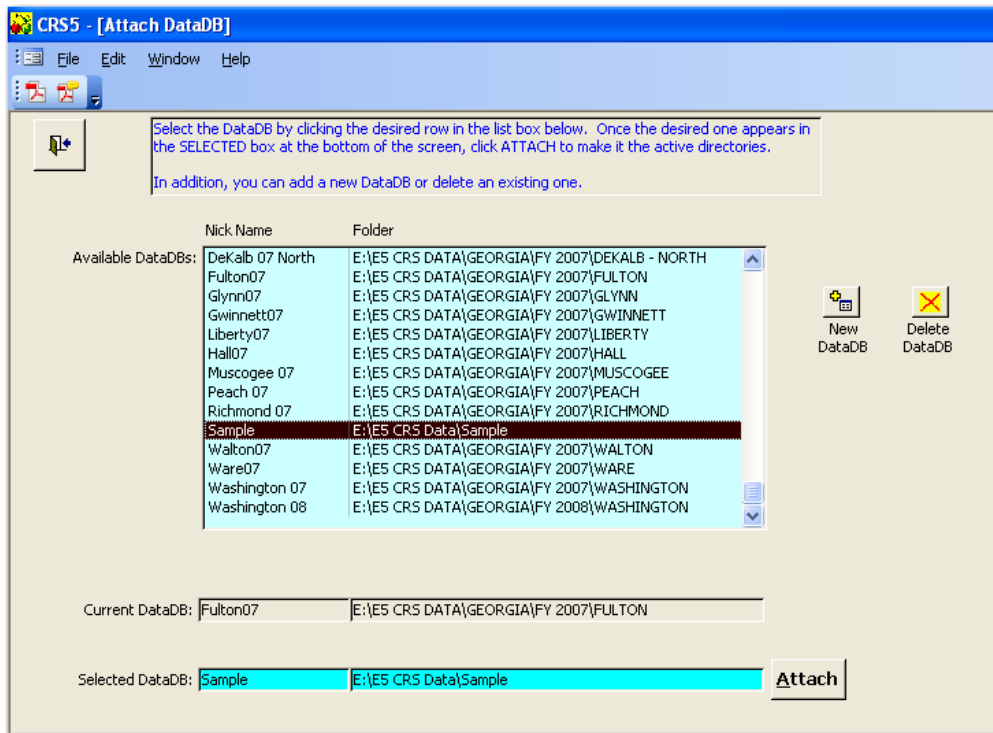 CRS5 - [Attach DataDB]
File Edit Window Help
Select the DataDB by clicking the desired row in the list box below. Once the desired one appears in
the SELECTED box at the bottom of the screen, click ATTACH to make it the active directories.
In addition, you can add a new DataDB or delete an existing one.
Nick Name Folder
Available DataDBs: DeKalb 07 North E:\E5 CRS DATA\GEORGIA\FY 2007\DEKALB - NORTH
Fulton07 E:\E5 CRS DATA\GEORGIA\FY 2007\FULTON
Glynn07 E:\E5 CRS DATA\GEORGIA\FY 2007\GLYNN
Gwinnett07 E:\E5 CRS DATA\GEORGIA\FY 2007\GWINNETT
Liberty07 E:\E5 CRS DATA\GEORGIA\FY 2007\LIBERTY
Hall07 E:\E5 CRS DATA\GEORGIA\FY 2007\HALL
Muscogee 07 E:\E5 CRS DATA\GEORGIA\FY 2007\MUSCOGEE
Peach 07 E:\E5 CRS DATA\GEORGIA\FY 2007\PEACH
Richmond 07 E:\E5 CRS DATA\GEORGIA\FY 2007\RICHMOND
Sample E:\E5 CRS Data\Sample
Walton07 E:\E5 CRS DATA\GEORGIA\FY 2007\WALTON
Ware07 E:\E5 CRS DATA\GEORGIA\FY 2007\WARE
Washington 07 E:\E5 CRS DATA\GEORGIA\FY 2007\WASHINGTON
Washington 08 E:\E5 CRS DATA\GEORGIA\FY 2008\WASHINGTON
New
DataDB
Delete
DataDB
Current DataDB: Fulton07 E:\E5 CRS DATA\GEORGIA\FY 2007\FULTON
Selected DataDB: Sample E:\E5 CRS Data\Sample Attach